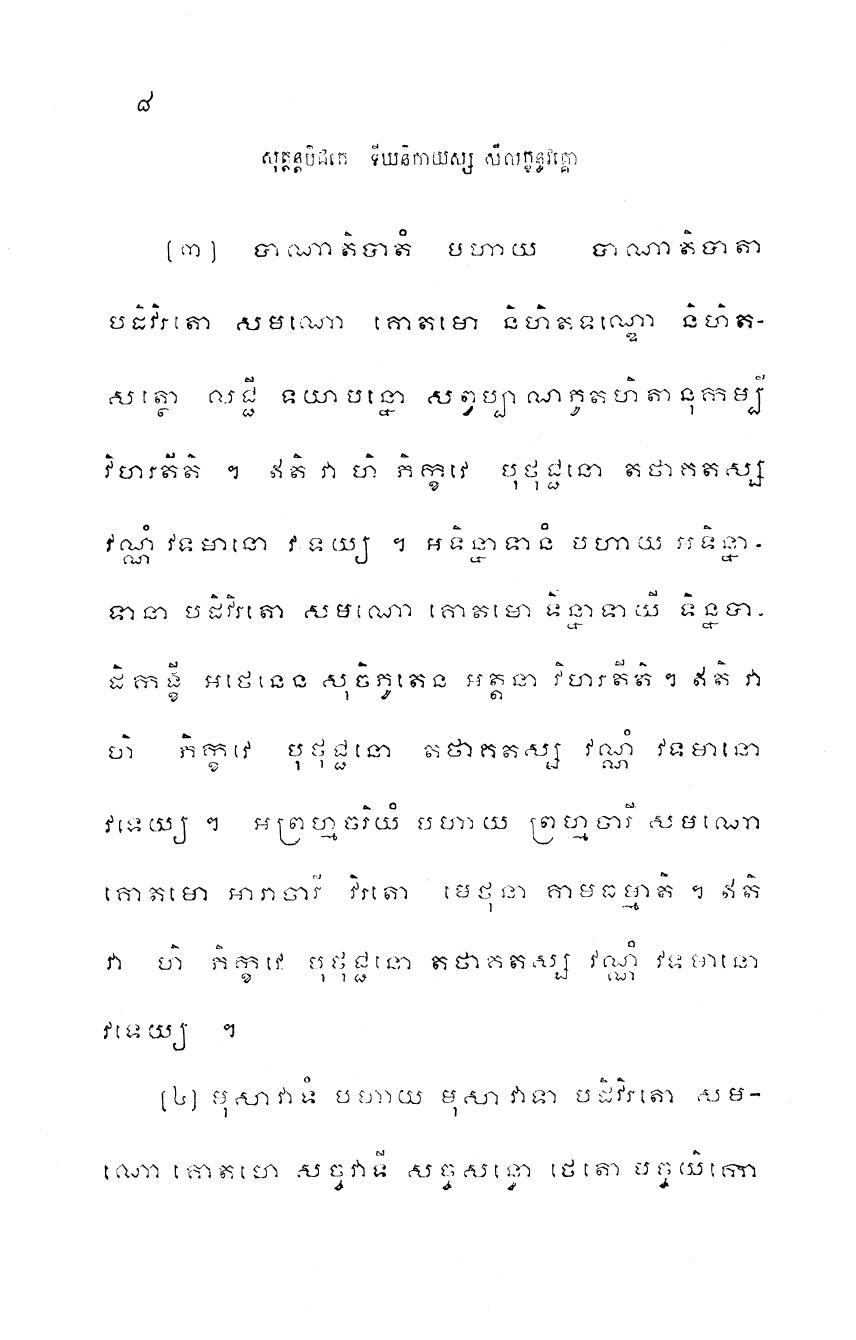 ៨
សុត្តន្តបិដកេ ទីឃនិកាយស្ស សីលក្ខន្ធវគ្គោ
[៣] បាណាតិបាតំ បហាយ បាណាតិបាតា
បដិវិរតោ សមណោ គោតមោ និហិតទណ្ឌោ និហិត-
សត្ថោ លជ្ជី ទយាបន្នោ សព្វប្បាណភូតហិតានុកម្បី
វិហរតីតិ ។ ឥតិ វា ហិ ភិក្ខវេ បុថុជ្ជនោ តថាគតស្ស
វណ្ណំ វទមានោ វទេយ្យ ។ អទិន្នាទានំ បហាយ អទិន្នា-
ទានា បដិវិរតោ សមណោ គោតមោ ទិន្នាទាយី ទិន្នបា-
ដិកង្ខី អថេនេន សុចិភូតេន អត្តនា វិហរតីតិ ។ ឥតិ វា
ហិ ភិក្ខវេ បុថុជ្ជនោ តថាគតស្ស វណ្ណំ វទមានោ
វទេយ្យ ។ អព្រហ្មចរិយំ បហាយ ព្រហ្មចារី សមណោ
គោតមោ អារាចារី វិរតោ មេថុនា គាមធម្មាតិ ។ ឥតិ
វា ហិ ភិក្ខវេ បុថុជ្ជនោ តថាគតស្ស វណ្ណំ វទមានោ
វទេយ្យ ។
[៤] មុសាវាទំ បហាយ មុសាវាទា បដិវិរតោ សម-
ណោ គោតមោ សច្ចវាទី សច្ចសន្ធោ ថេតោ បច្ចយិកោ